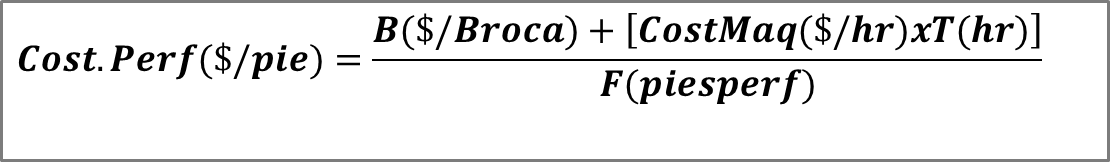 Cost.Perf($/pie) = B($/Broca) + [CostMaq($/hr)xT(hr)] / F(piesperf)